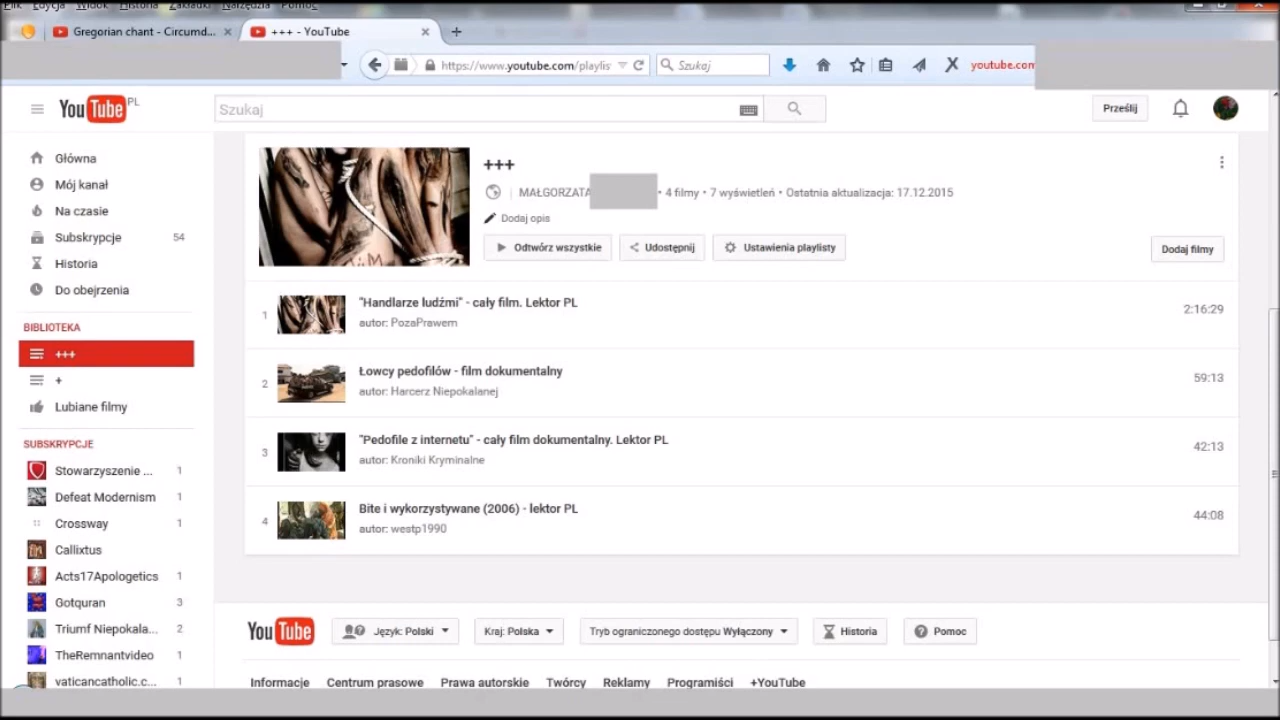 Plik Edycja Widok Historia Zakładki Narzędzia Pomoc
Gregorian chant - Circumd...
+++ - YouTube
https://www.youtube.com/playlis
Szukaj
youtube.com
YouTube PL
Szukaj
Prześlij
Główna
Mój kanał
Na czasie
Subskrypcje 54
Historia
Do obejrzenia
BIBLIOTEKA
+++
+
Lubiane filmy
SUBSKRYPCJE
Stowarzyszenie ... 1
Defeat Modernism 1
Crossway 1
Callixtus
Acts17Apologetics 1
Gotquran 3
Triumf Niepokala... 2
TheRemnantvideo 1
vaticancatholic.c... 1
+++
MAŁGORZATA • 4 filmy • 7 wyświetleń • Ostatnia aktualizacja: 17.12.2015
Dodaj opis
Odtwórz wszystkie Udostępnij Ustawienia playlisty
Dodaj filmy
1 "Handlarze ludźmi" - cały film. Lektor PL 2:16:29
autor: PozaPrawem
2 Łowcy pedofilów - film dokumentalny 59:13
autor: Harcerz Niepokalanej
3 "Pedofile z internetu" - cały film dokumentalny. Lektor PL 42:13
autor: Kroniki Kryminalne
4 Bite i wykorzystywane (2006) - lektor PL 44:08
autor: westp1990
YouTube Język: Polski Kraj: Polska Tryb ograniczonego dostępu Wyłączony Historia Pomoc
Informacje Centrum prasowe Prawa autorskie Twórcy Reklamy Programiści +YouTube